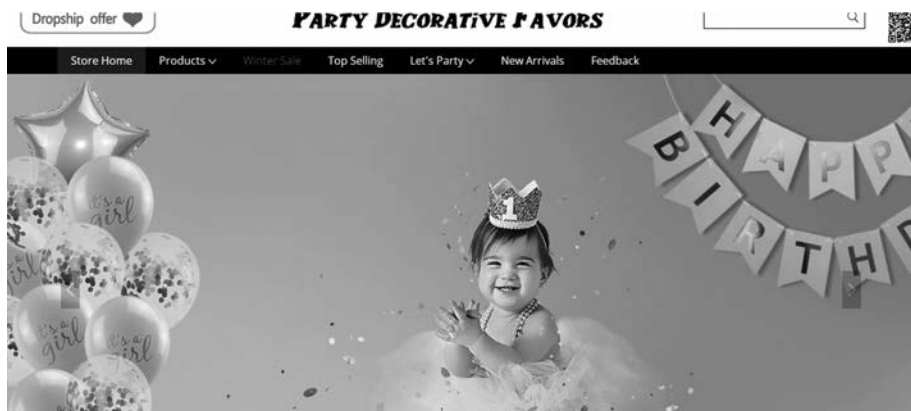 Dropship offer
PARTY DECORATIVE FAVORS
Store Home Products Winter Sale Top Selling Let's Party New Arrivals Feedback
HAPP
BIRTHD
1
it's a
girl
it's a
girl
it's a
girl